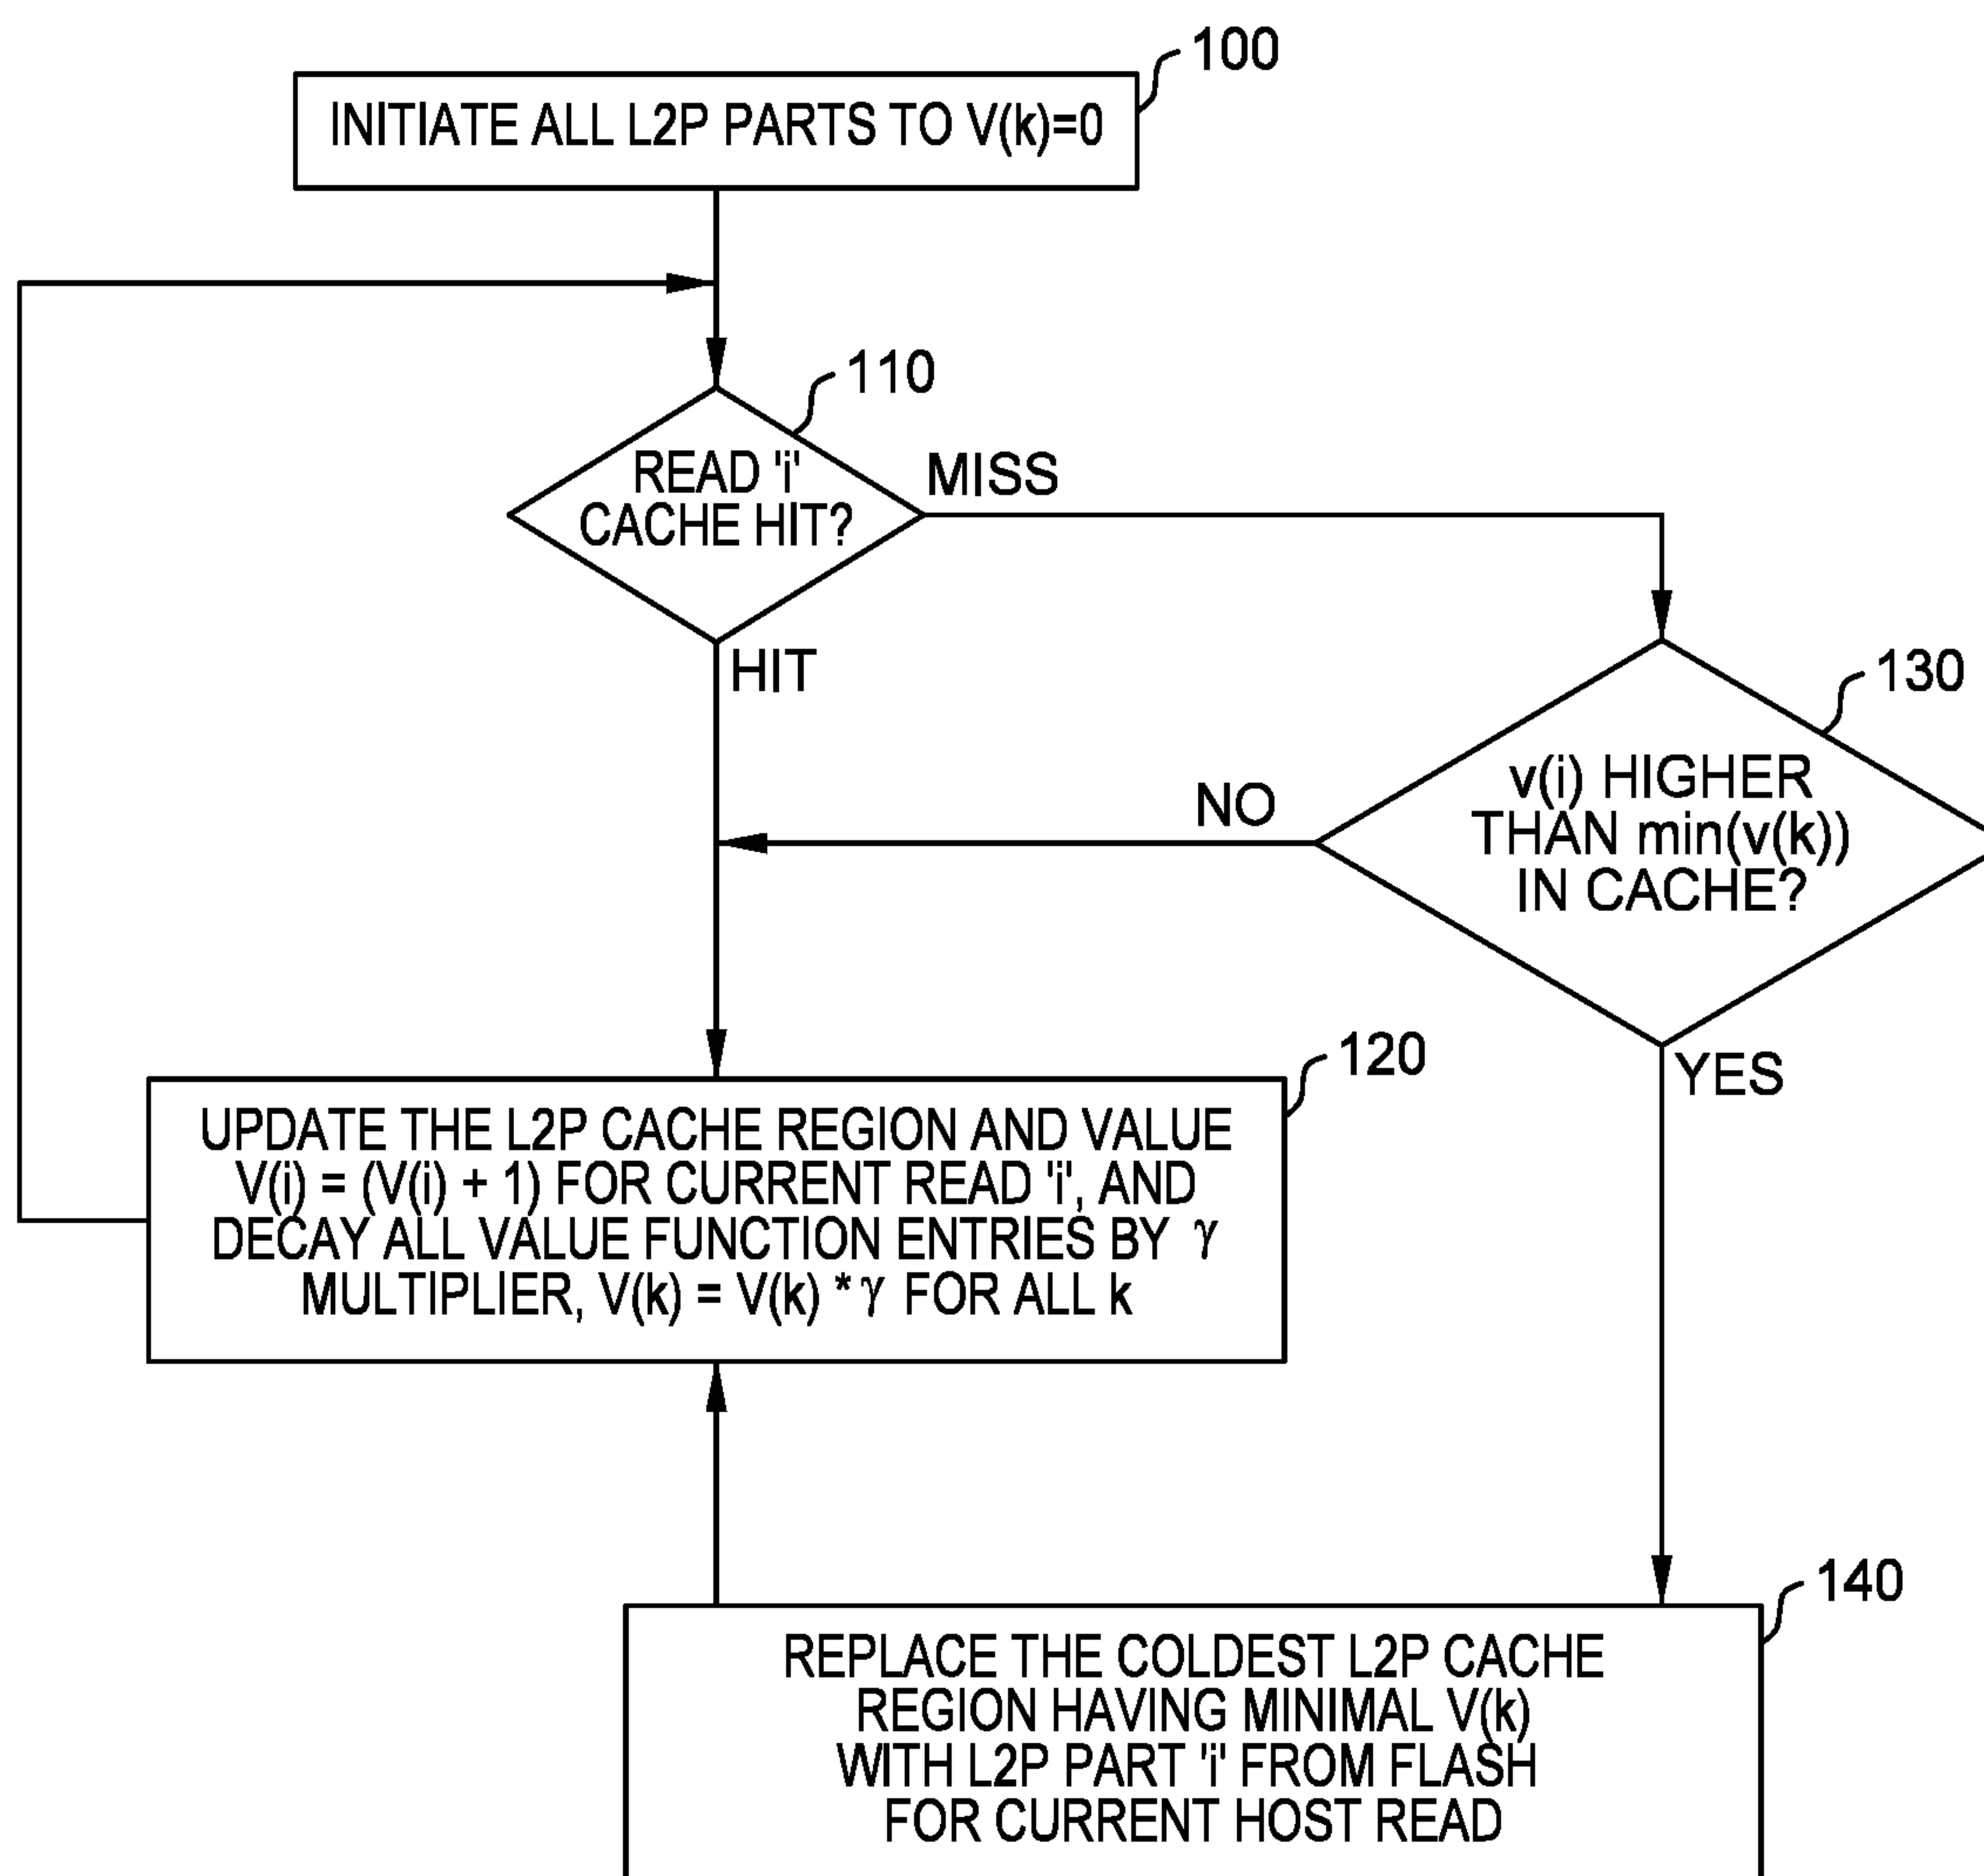 100
INITIATE ALL L2P PARTS TO V(k)=0
110
READ 'i'
CACHE HIT?
MISS
HIT
130
v(i) HIGHER
THAN min(v(k))
IN CACHE?
NO
YES
120
UPDATE THE L2P CACHE REGION AND VALUE
V(i) = (V(i) + 1) FOR CURRENT READ 'i', AND
DECAY ALL VALUE FUNCTION ENTRIES BY γ
MULTIPLIER, V(k) = V(k) * γ FOR ALL k
140
REPLACE THE COLDEST L2P CACHE
REGION HAVING MINIMAL V(k)
WITH L2P PART 'i' FROM FLASH
FOR CURRENT HOST READ